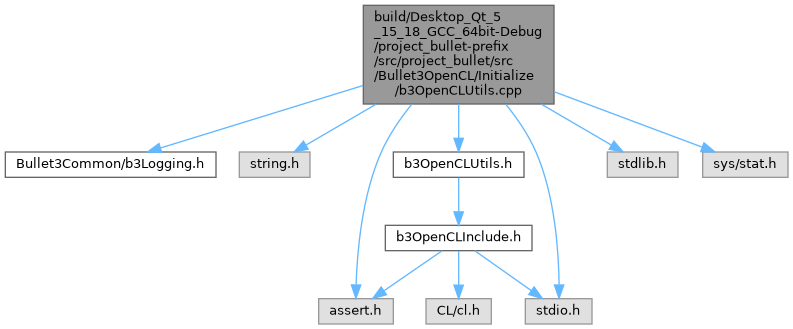 build/Desktop_Qt_5
_15_18_GCC_64bit-Debug
/project_bullet-prefix
/src/project_bullet/src
/Bullet3OpenCL/Initialize
/b3OpenCLUtils.cpp
Bullet3Common/b3Logging.h
string.h
b3OpenCLUtils.h
stdlib.h
sys/stat.h
b3OpenCLInclude.h
assert.h
CL/cl.h
stdio.h